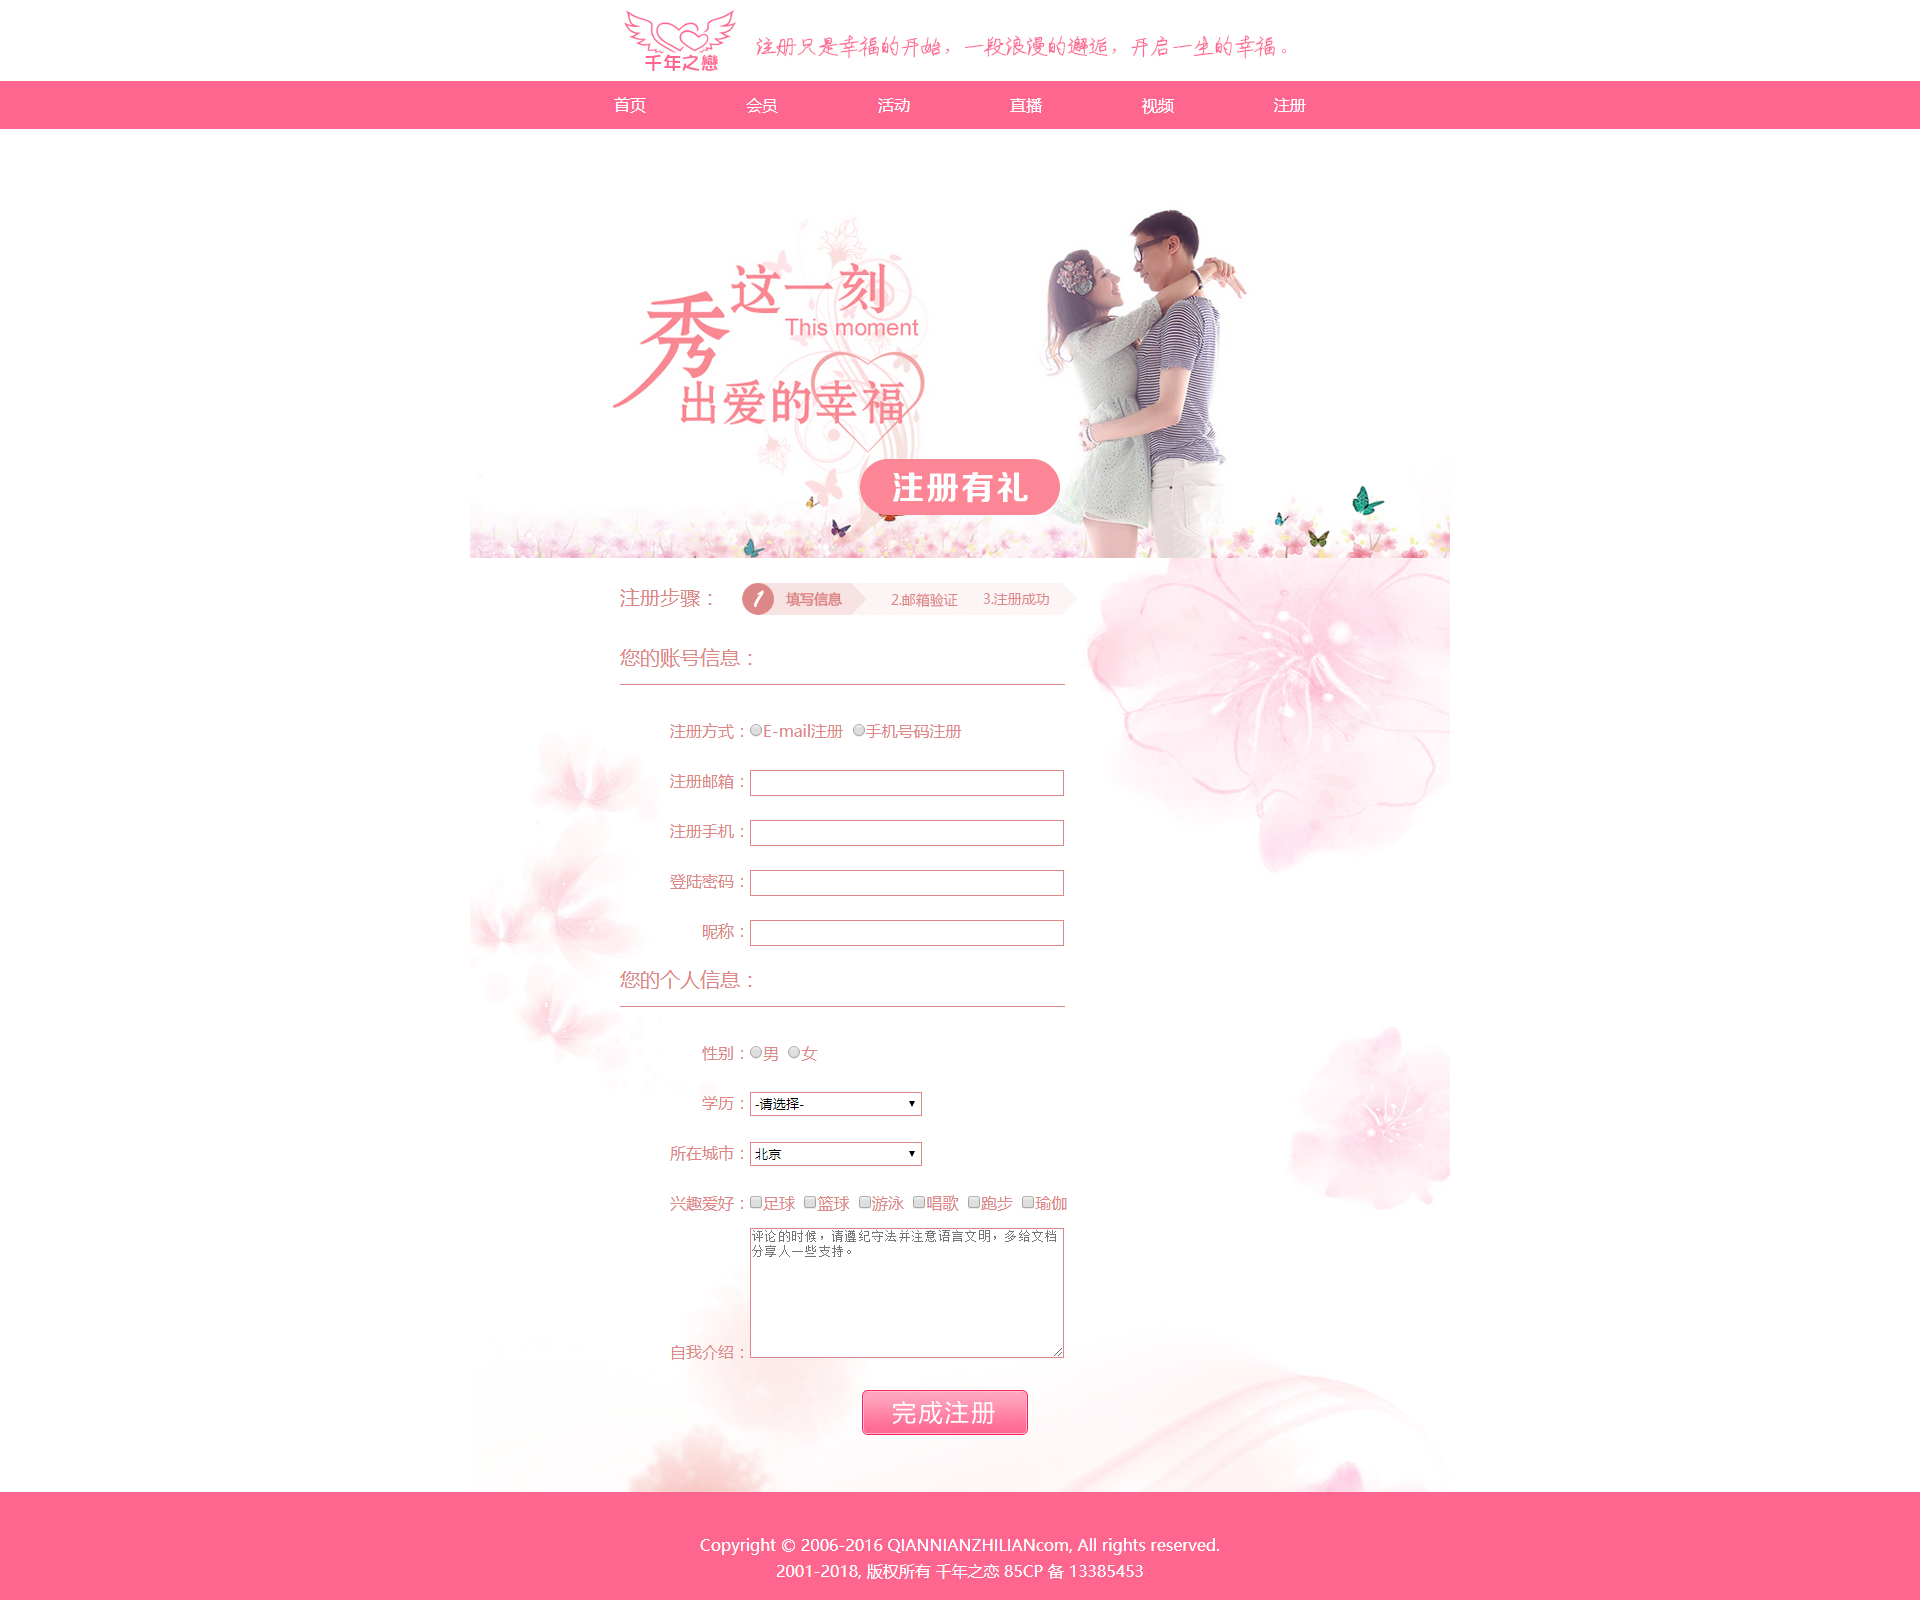 千年之戀
注册只是幸福的开始，一段浪漫的邂逅，开启一生的幸福。
首页 会员 活动 直播 视频 注册
这一刻
This moment
秀
出爱的幸福
注册有礼
注册步骤： 1 填写信息 2.邮箱验证 3.注册成功
您的账号信息：
注册方式：E-mail注册 手机号码注册
注册邮箱：
注册手机：
登陆密码：
昵称：
您的个人信息：
性别：男 女
学历：-请选择-
所在城市：北京
兴趣爱好：足球 篮球 游泳 唱歌 跑步 瑜伽
评论的时候，请遵纪守法并注意语言文明，多给文档
分享人一些支持。
自我介绍：
完成注册
Copyright © 2006-2016 QIANNIANZHILIANcom, All rights reserved.
2001-2018, 版权所有 千年之恋 85CP 备 13385453